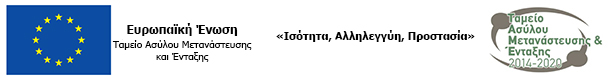 Ευρωπαϊκή Ένωση
Ταμείο Ασύλου Μετανάστευσης
και Ένταξης
«Ισότητα, Αλληλεγγύη, Προστασία»
Ταμείο
Ασύλου
Μετανάστευσης &
Ένταξης
2014-2020